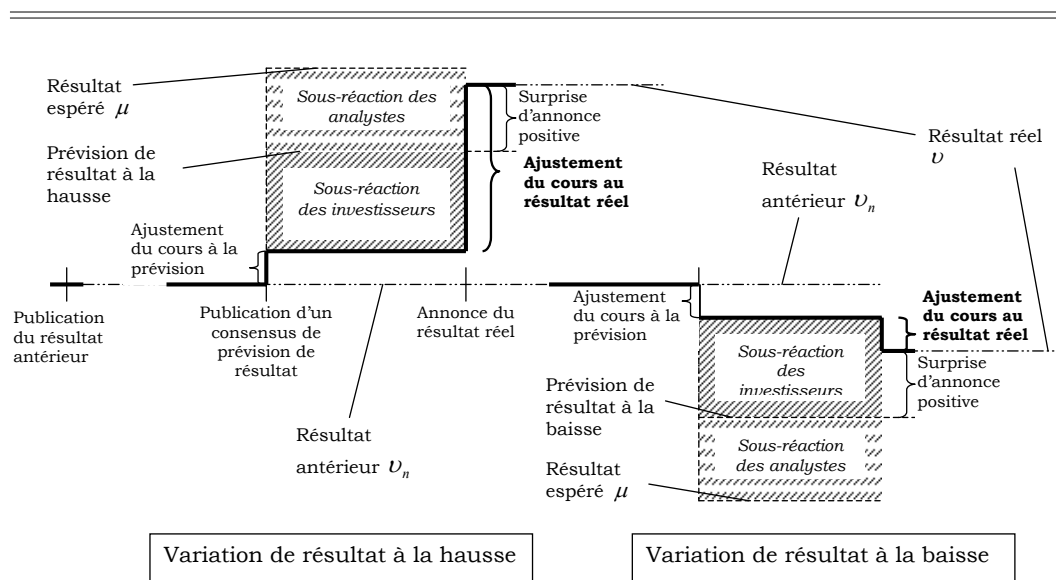 Résultat
espéré μ
Sous-réaction des
analystes
Surprise
d'annonce
positive
Prévision de
résultat à la
hausse
Sous-réaction
des investisseurs
Ajustement
du cours au
résultat réel
Résultat réel
υ
Résultat
antérieur υn
Ajustement
du cours à la
prévision
Publication
du résultat
antérieur
Publication d'un
consensus de
prévision de
résultat
Annonce du
résultat réel
Résultat
antérieur υn
Ajustement
du cours à la
prévision
Ajustement
du cours au
résultat réel
Sous-réaction
des
investisseurs
Surprise
d'annonce
positive
Prévision de
résultat à la
baisse
Sous-réaction
des analystes
Résultat
espéré μ
Variation de résultat à la hausse
Variation de résultat à la baisse